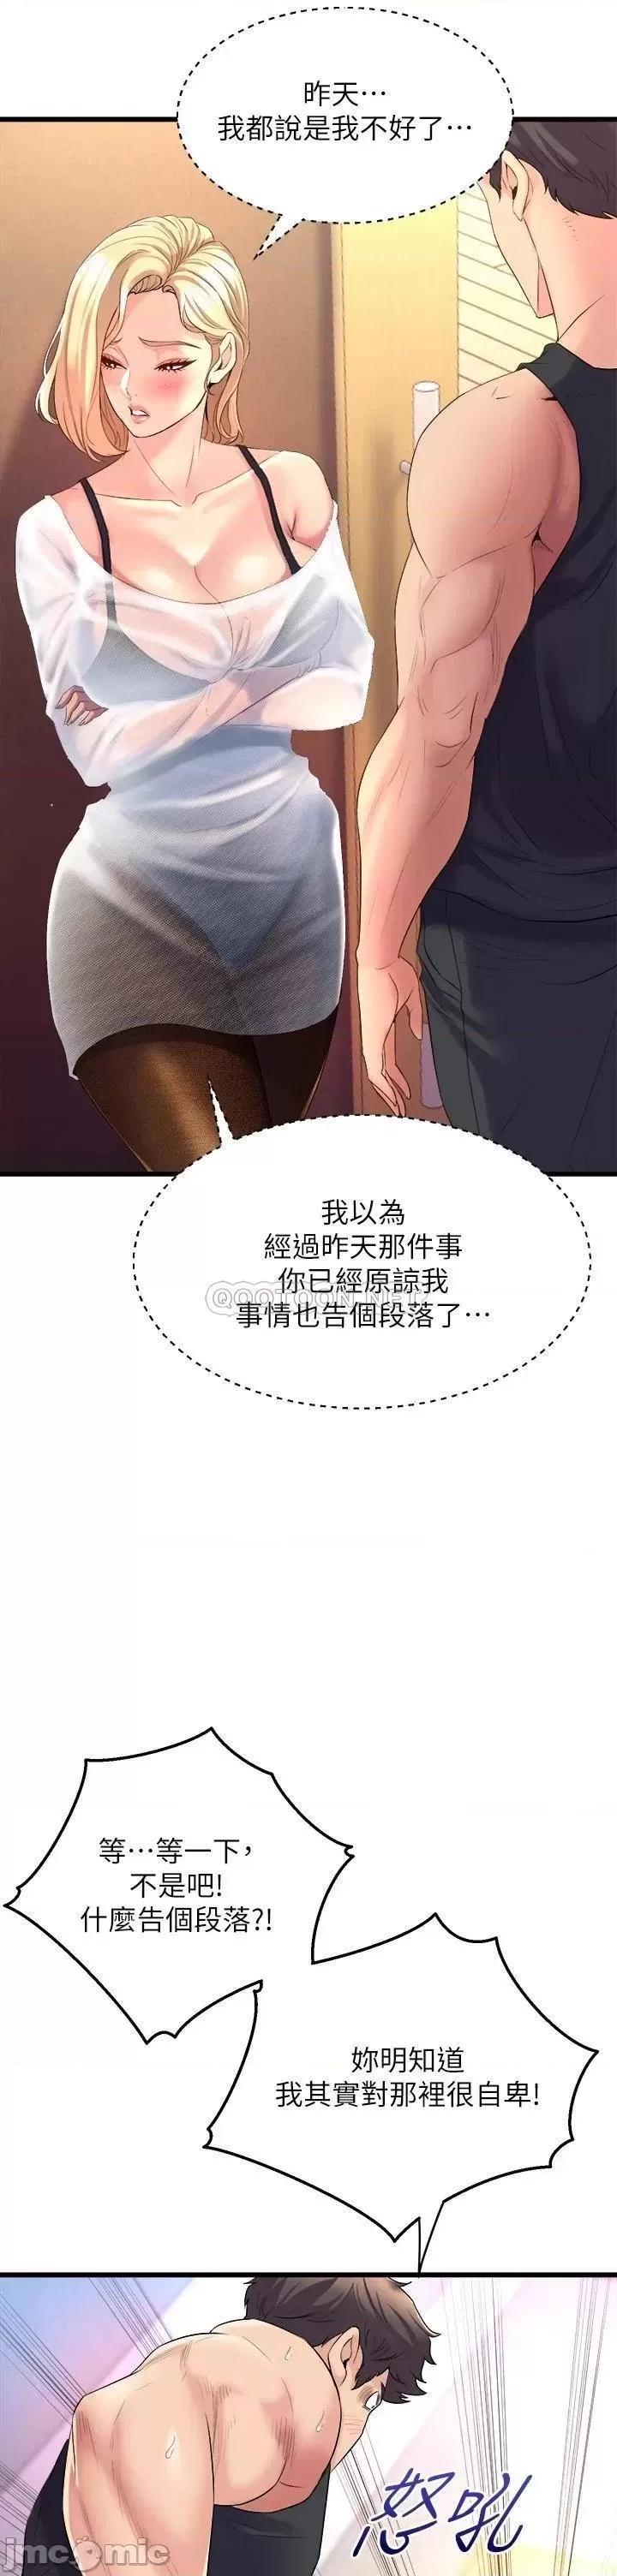 昨天…
我都說是我不好了…
我以為
經過昨天那件事
你已經原諒我
QOOTOON.NET
事情也告個段落了…
等…等一下,
不是吧!
什麼告個段落?!
妳明知道
我其實對那裡很自卑!
怒吼
jmcomic